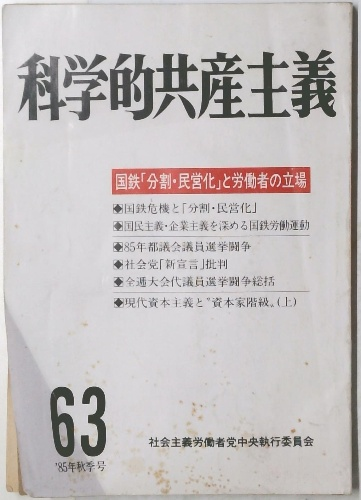 科学的共産主義
国鉄「分割・民営化」と労働者の立場
◆国鉄危機と「分割・民営化」
◆国民主義・企業主義を深める国鉄労働運動
◆85年都議会議員選挙闘争
◆社会党「新宣言」批判
◆全逓大会代議員選挙闘争総括
◆現代資本主義と〝資本家階級〟(上)
63
'85年秋季号
社会主義労働者党中央執行委員会